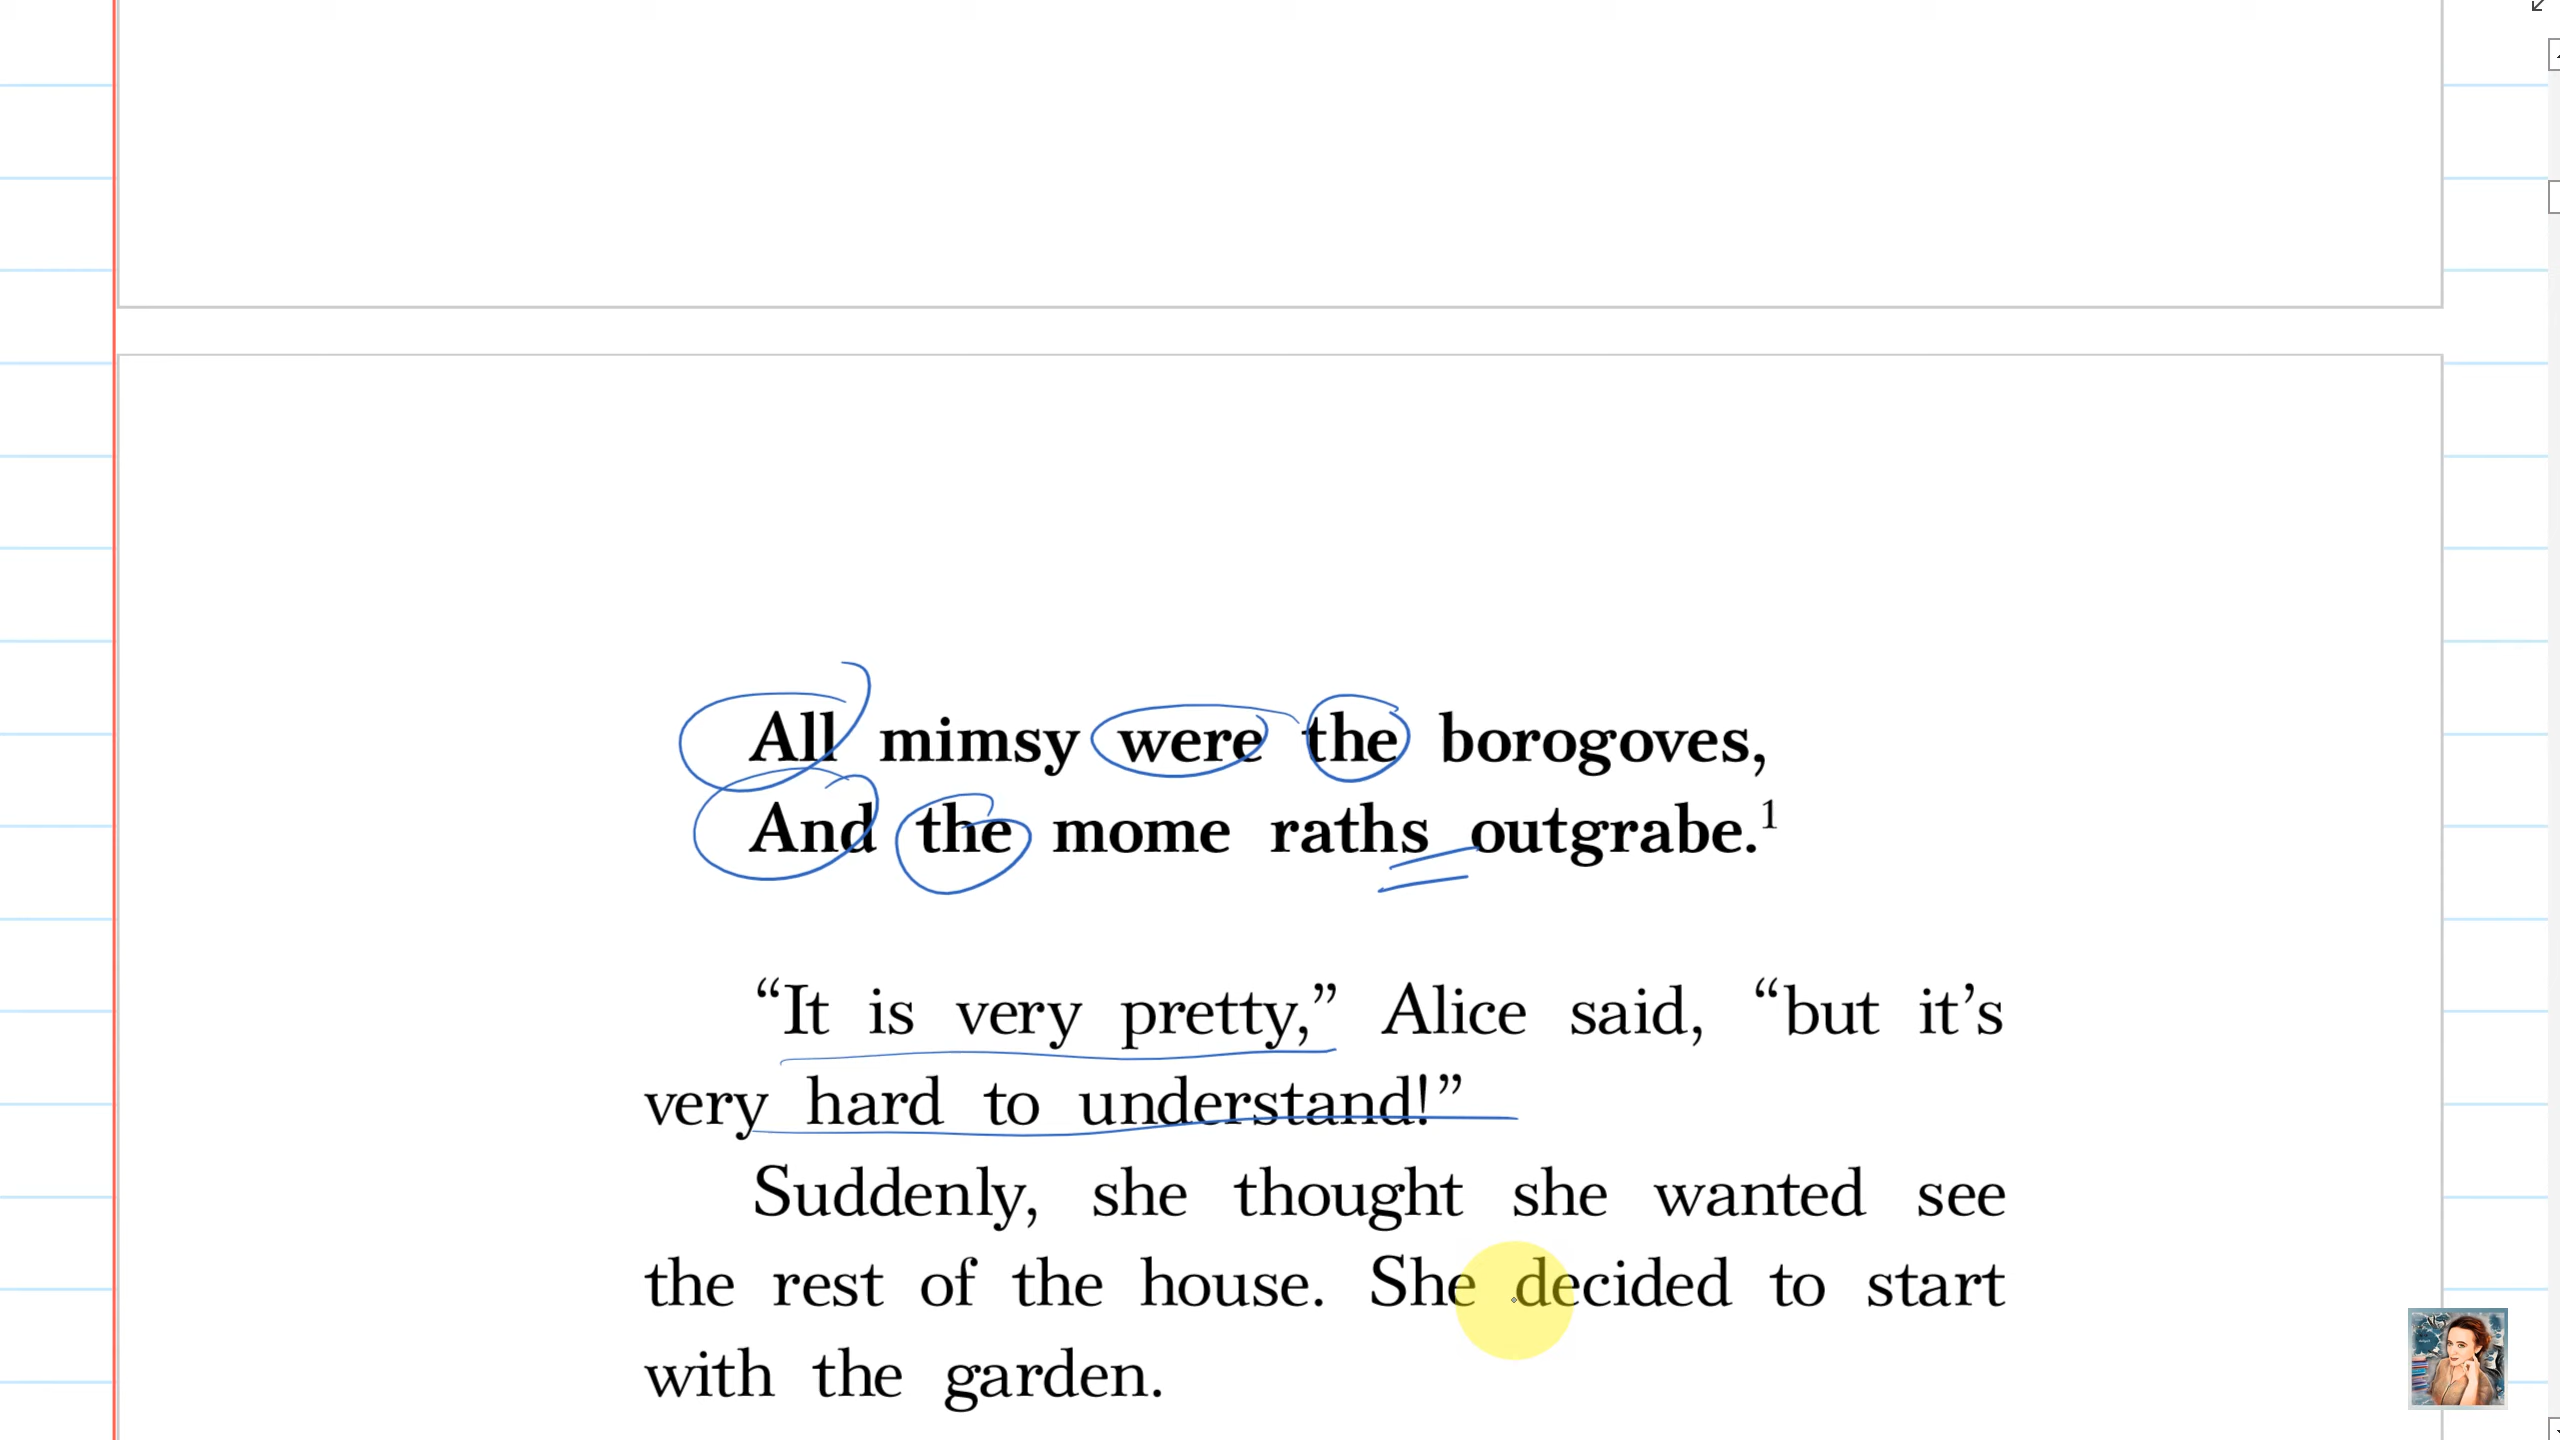 All mimsy were the borogoves,
And the mome raths outgrabe.¹
“It is very pretty,” Alice said, “but it’s
very hard to understand!”
Suddenly, she thought she wanted see
the rest of the house. She decided to start
with the garden.